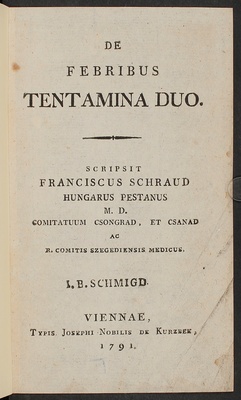 DE
FEBRIBUS
TENTAMINA DUO.
SCRIPSIT
FRANCISCUS SCHRAUD
HUNGARUS PESTANUS
M. D.
COMITATUUM CSONGRAD, ET CSANAD
AC
R. COMITIS SZEGEDIENSIS MEDICUS.
I. B. SCHMIGD.
VIENNAE,
TYPIS JOSEPHI NOBILIS DE KURZBEK,
1791.